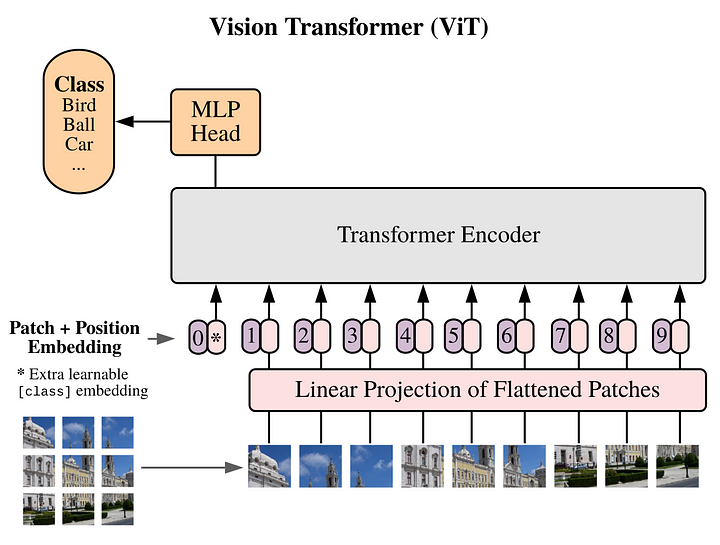 Vision Transformer (ViT)
Class
Bird
Ball
Car
...
MLP
Head
Transformer Encoder
Patch + Position
Embedding
0 * 1 2 3 4 5 6 7 8 9
* Extra learnable
[class] embedding
Linear Projection of Flattened Patches